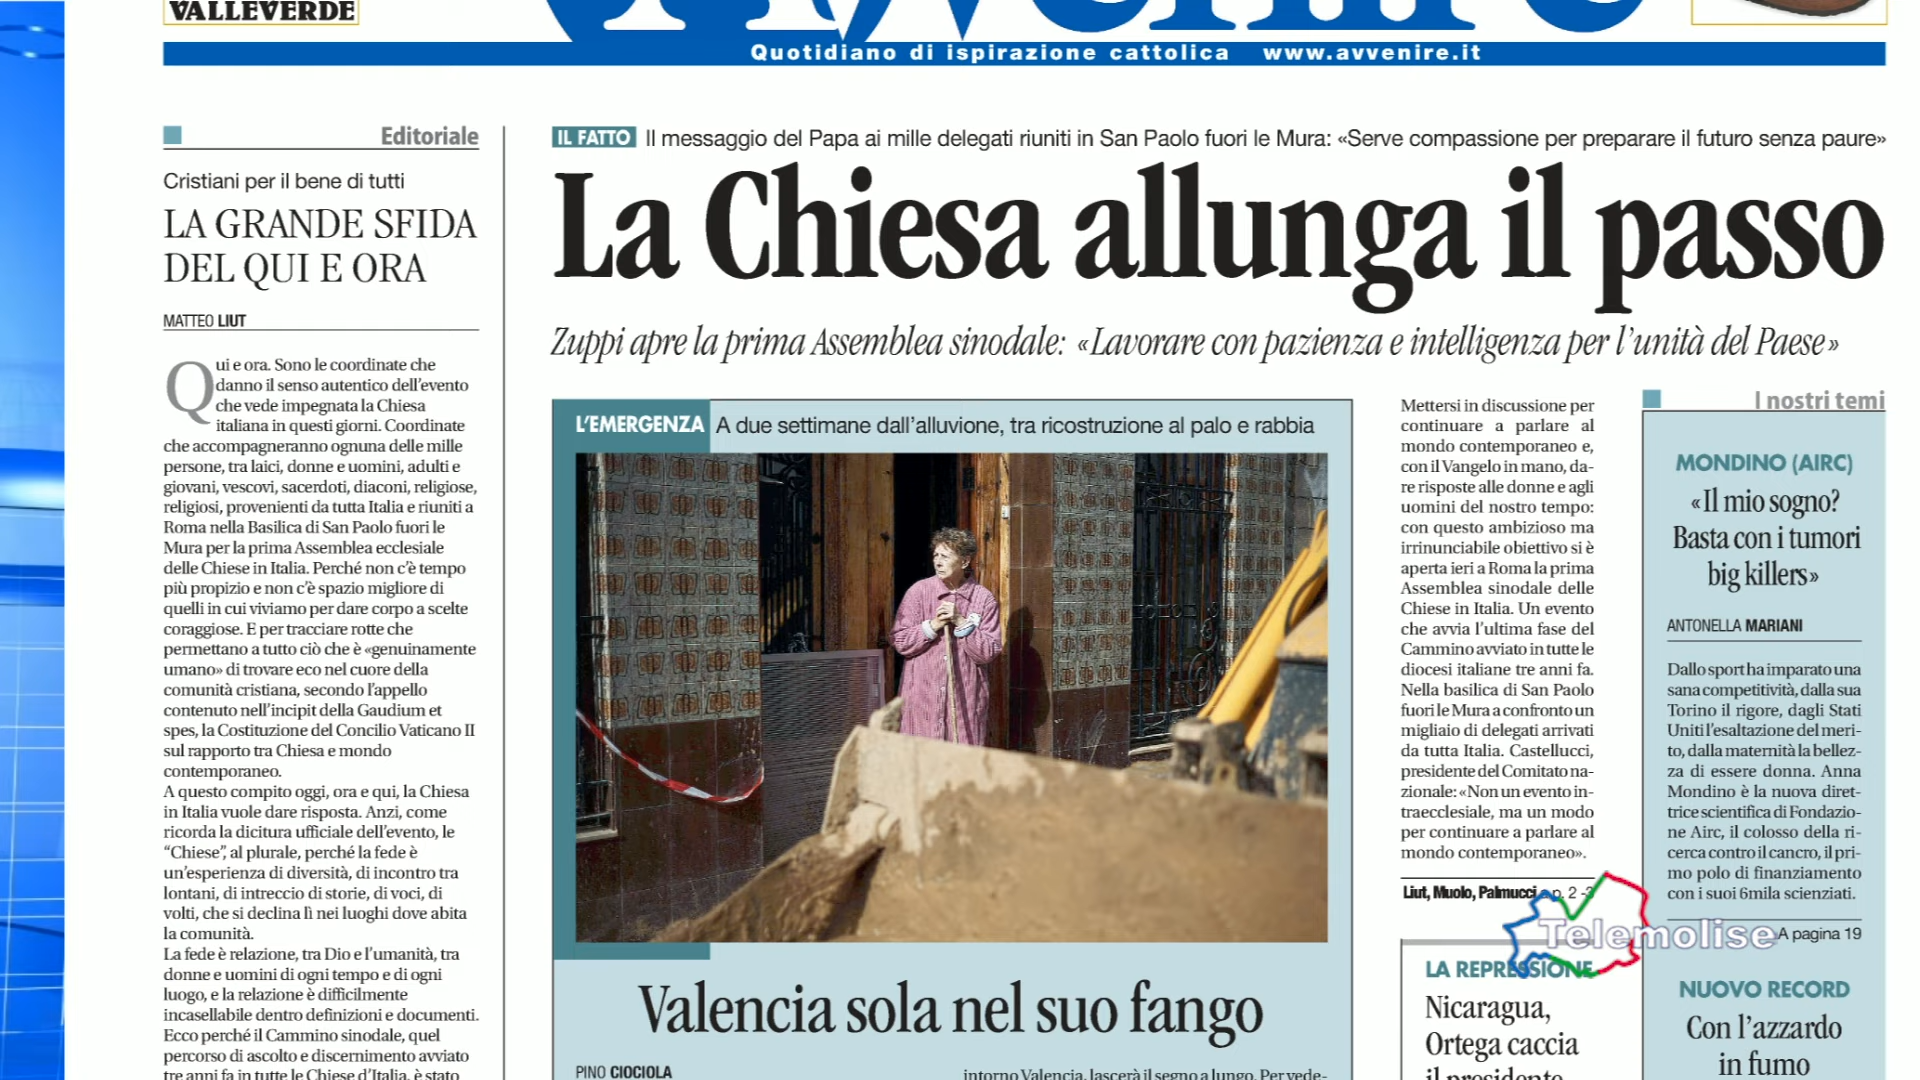 VALLEVERDE
Avvenire
Quotidiano di ispirazione cattolica www.avvenire.it
Editoriale
Cristiani per il bene di tutti
LA GRANDE SFIDA
DEL QUI E ORA
MATTEO LIUT
Qui e ora. Sono le coordinate che
danno il senso autentico dell'evento
che vede impegnata la Chiesa
italiana in questi giorni. Coordinate
che accompagneranno ognuna delle mille
persone, tra laici, donne e uomini, adulti e
giovani, vescovi, sacerdoti, diaconi, religiose,
religiosi, provenienti da tutta Italia e riuniti a
Roma nella Basilica di San Paolo fuori le
Mura per la prima Assemblea ecclesiale
delle Chiese in Italia. Perché non c'è tempo
più propizio e non c'è spazio migliore di
quelli in cui viviamo per dare corpo a scelte
coraggiose. E per tracciare rotte che
permettano a tutto ciò che è «genuinamente
umano» di trovare eco nel cuore della
comunità cristiana, secondo l'appello
contenuto nell'incipit della Gaudium et
spes, la Costituzione del Concilio Vaticano II
sul rapporto tra Chiesa e mondo
contemporaneo.
A questo compito oggi, ora e qui, la Chiesa
in Italia vuole dare risposta. Anzi, come
ricorda la dicitura ufficiale dell'evento, le
“Chiese”, al plurale, perché la fede è
un'esperienza di diversità, di incontro tra
lontani, di intreccio di storie, di voci, di
volti, che si declina lì nei luoghi dove abita
la comunità.
La fede è relazione, tra Dio e l'umanità, tra
donne e uomini di ogni tempo e di ogni
luogo, e la relazione è difficilmente
incasellabile dentro definizioni e documenti.
Ecco perché il Cammino sinodale, quel
percorso di ascolto e discernimento avviato
tre anni fa in tutte le Chiese d'Italia, è stato
IL FATTO Il messaggio del Papa ai mille delegati riuniti in San Paolo fuori le Mura: «Serve compassione per preparare il futuro senza paure»
La Chiesa allunga il passo
Zuppi apre la prima Assemblea sinodale: «Lavorare con pazienza e intelligenza per l'unità del Paese»
L'EMERGENZA A due settimane dall'alluvione, tra ricostruzione al palo e rabbia
Valencia sola nel suo fango
PINO CIOCIOLA
intorno Valencia, lascerà il segno a lungo. Per vede-
Mettersi in discussione per
continuare a parlare al
mondo contemporaneo e,
con il Vangelo in mano, da-
re risposte alle donne e agli
uomini del nostro tempo:
con questo ambizioso ma
irrinunciabile obiettivo si è
aperta ieri a Roma la prima
Assemblea sinodale delle
Chiese in Italia. Un evento
che avvia l'ultima fase del
Cammino avviato in tutte le
diocesi italiane tre anni fa.
Nella basilica di San Paolo
fuori le Mura a confronto un
migliaio di delegati arrivati
da tutta Italia. Castellucci,
presidente del Comitato na-
zionale: «Non un evento in-
traecclesiale, ma un modo
per continuare a parlare al
mondo contemporaneo».
Liut, Muolo, Palmucci a p. 2 -3
LA REPRESSIONE
Nicaragua,
Ortega caccia
il presidente
I nostri temi
MONDINO (AIRC)
«Il mio sogno?
Basta con i tumori
big killers»
ANTONELLA MARIANI
Dallo sport ha imparato una
sana competitività, dalla sua
Torino il rigore, dagli Stati
Uniti l'esaltazione del meri-
to, dalla maternità la bellez-
za di essere donna. Anna
Mondino è la nuova diret-
trice scientifica di Fondazio-
ne Airc, il colosso della ri-
cerca contro il cancro, il pri-
mo polo di finanziamento
con i suoi 6mila scienziati.
A pagina 19
NUOVO RECORD
Con l'azzardo
in fumo
Telemolise